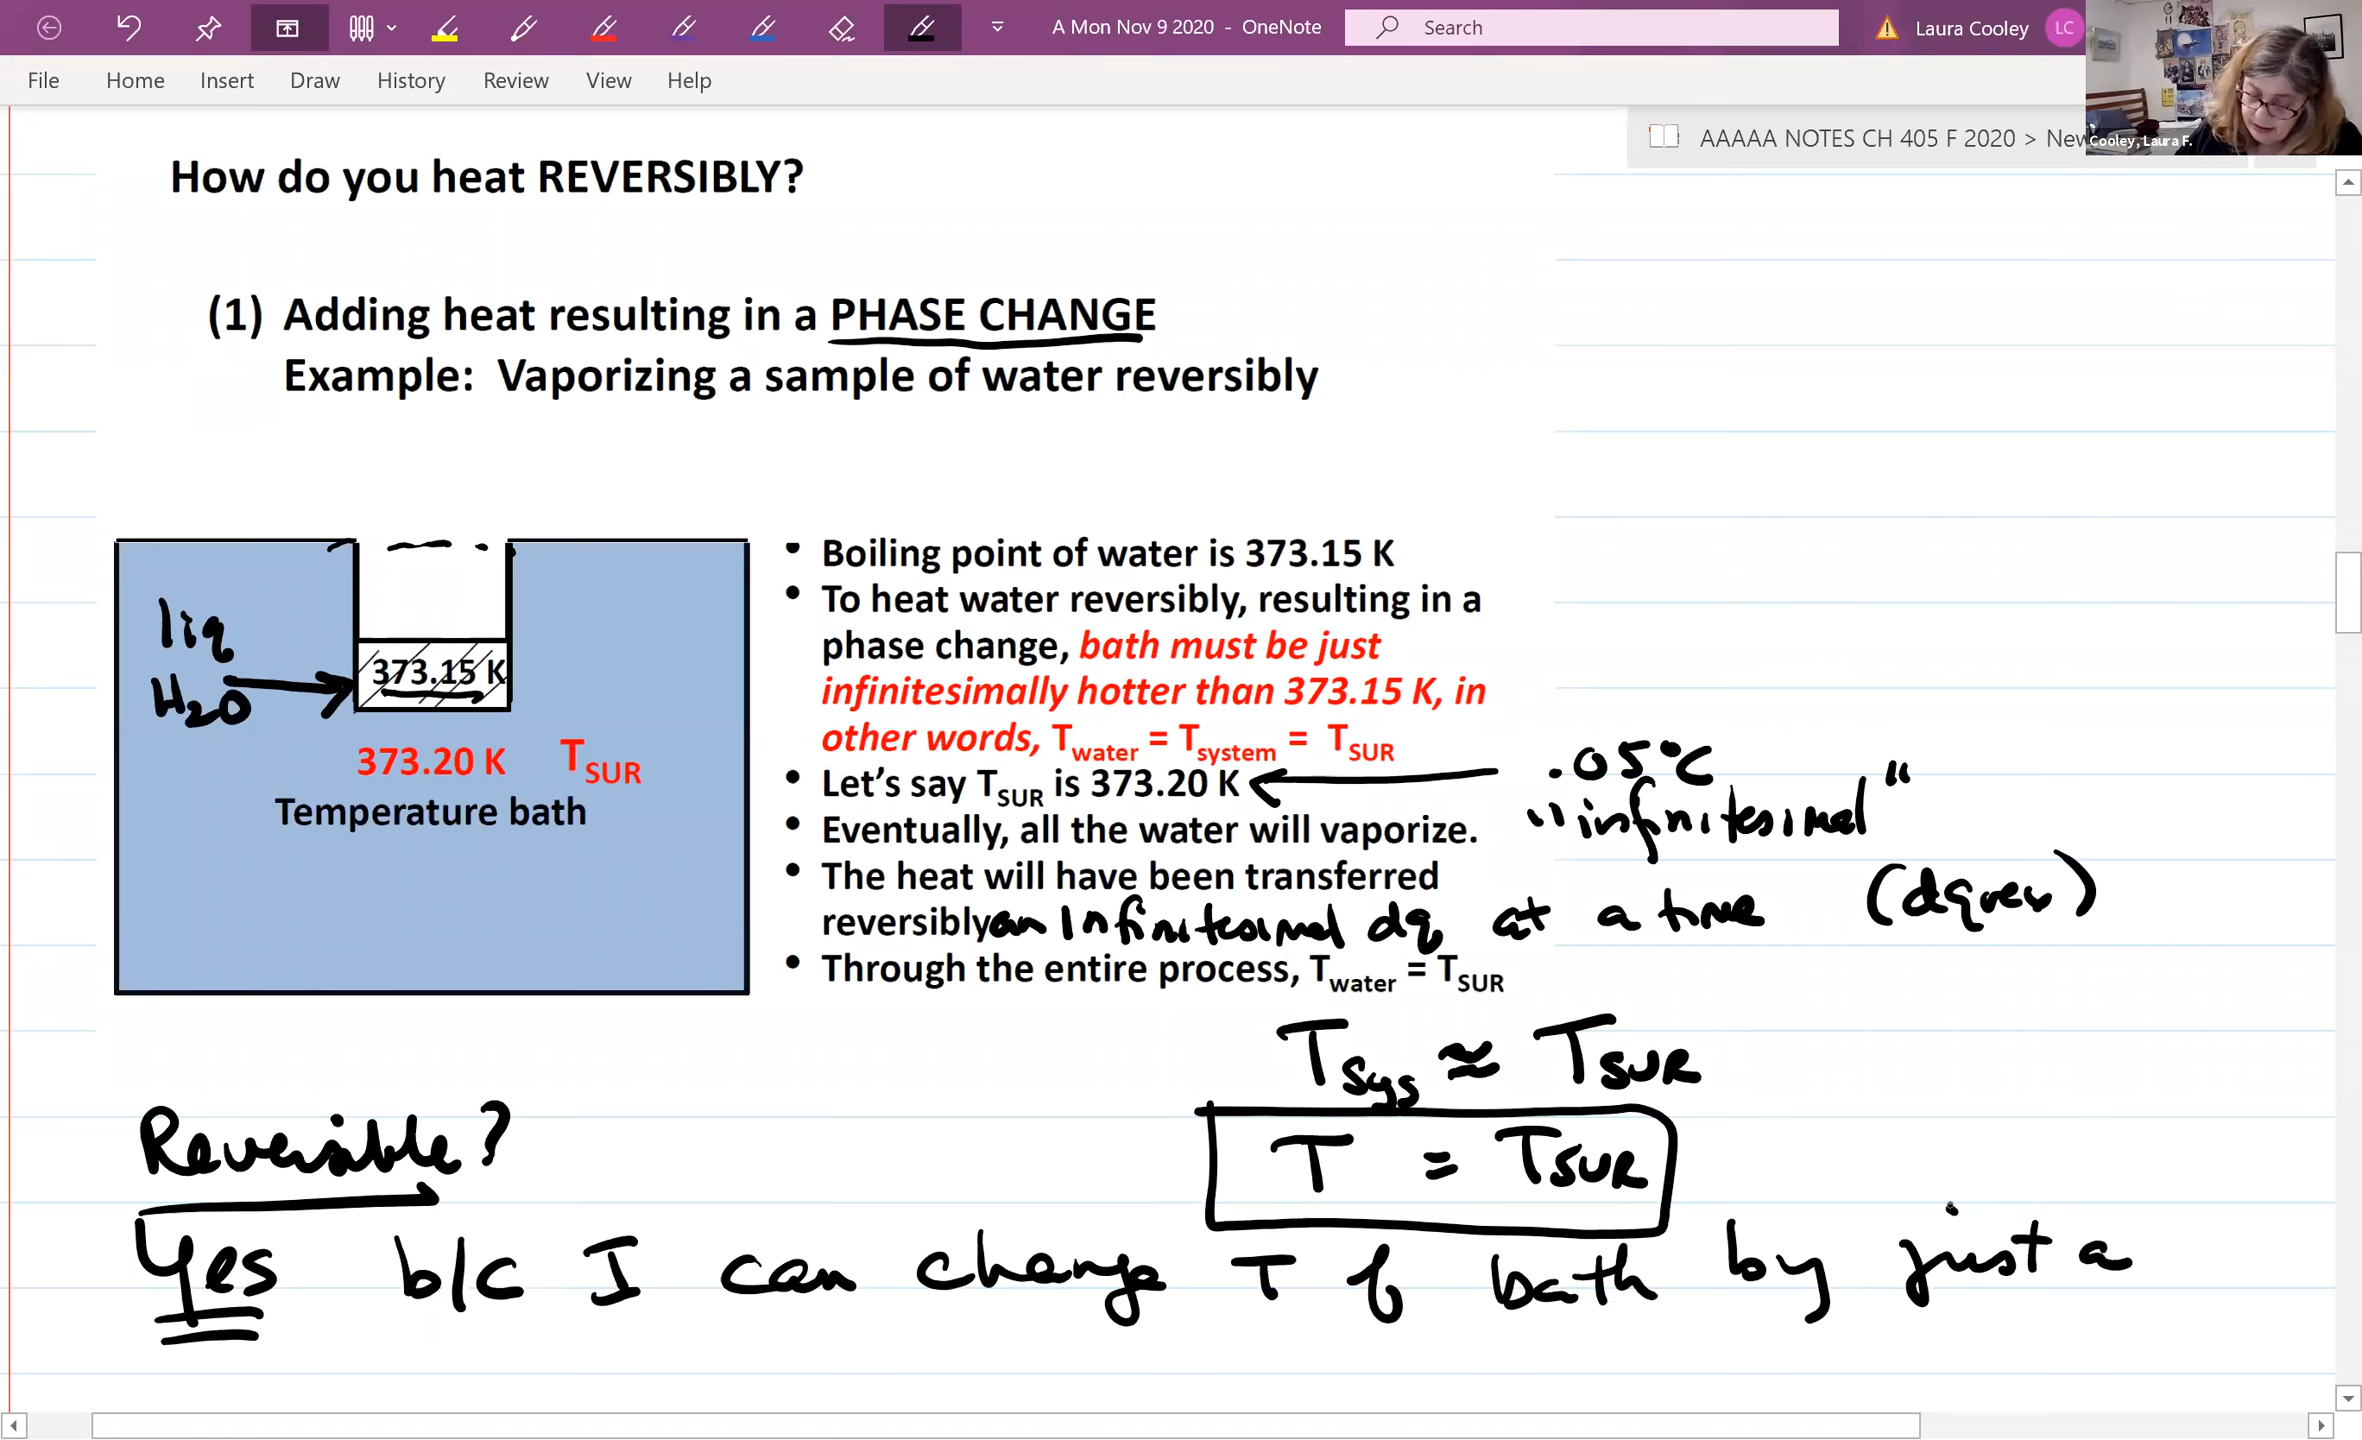 A Mon Nov 9 2020 - OneNote
Search
Laura Cooley
LC
File Home Insert Draw History Review View Help
AAAAA NOTES CH 405 F 2020 > New
Cooley, Laura F.
How do you heat REVERSIBLY?
(1) Adding heat resulting in a PHASE CHANGE
Example: Vaporizing a sample of water reversibly
liq
H2O
373.15 K
373.20 K TSUR
Temperature bath
• Boiling point of water is 373.15 K
• To heat water reversibly, resulting in a
phase change, bath must be just
infinitesimally hotter than 373.15 K, in
other words, Twater = Tsystem = TSUR
• Let's say TSUR is 373.20 K
.05°C
"infinitesimal"
• Eventually, all the water will vaporize.
• The heat will have been transferred
reversibly an infinitesimal dq at a time (dqrev)
• Through the entire process, Twater = TSUR
Tsys ≈ TSUR
T = TSUR
Reversible?
Yes b/c I can change T of bath by just a